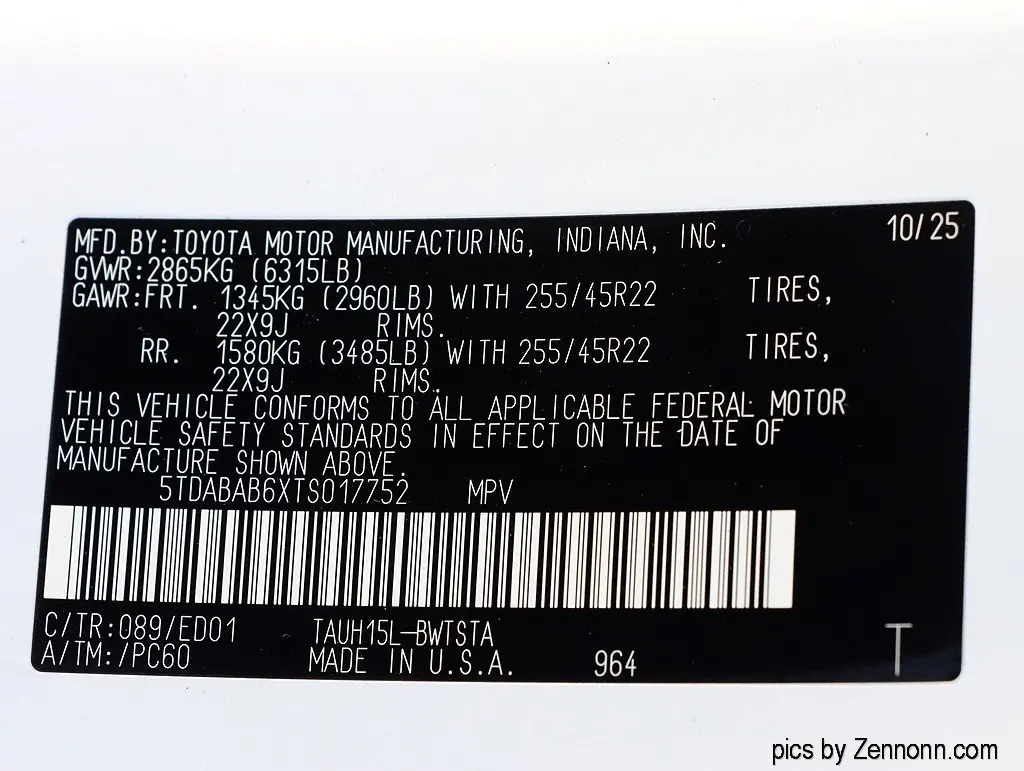 MFD.BY:TOYOTA MOTOR MANUFACTURING, INDIANA, INC. 10/25
GVWR:2865KG (6315LB)
GAWR:FRT. 1345KG (2960LB) WITH 255/45R22 TIRES,
22X9J RIMS.
RR. 1580KG (3485LB) WITH 255/45R22 TIRES,
22X9J RIMS.
THIS VEHICLE CONFORMS TO ALL APPLICABLE FEDERAL MOTOR
VEHICLE SAFETY STANDARDS IN EFFECT ON THE DATE OF
MANUFACTURE SHOWN ABOVE.
5TDABAB6XTS017752 MPV
C/TR:089/ED01 TAUH15L-BWTSTA
A/TM:/PC60 MADE IN U.S.A. 964 T
pics by Zennonn.com